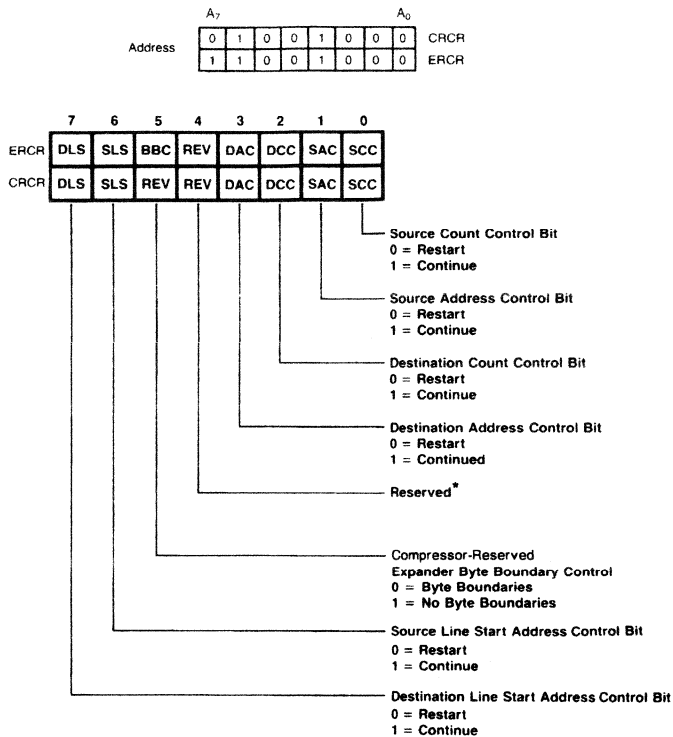 A7 A0
Address 0 1 0 0 1 0 0 0 CRCR
1 1 0 0 1 0 0 0 ERCR
7 6 5 4 3 2 1 0
ERCR DLS SLS BBC REV DAC DCC SAC SCC
CRCR DLS SLS REV REV DAC DCC SAC SCC
Source Count Control Bit
0 = Restart
1 = Continue
Source Address Control Bit
0 = Restart
1 = Continue
Destination Count Control Bit
0 = Restart
1 = Continue
Destination Address Control Bit
0 = Restart
1 = Continued
Reserved*
Compressor-Reserved
Expander Byte Boundary Control
0 = Byte Boundaries
1 = No Byte Boundaries
Source Line Start Address Control Bit
0 = Restart
1 = Continue
Destination Line Start Address Control Bit
0 = Restart
1 = Continue